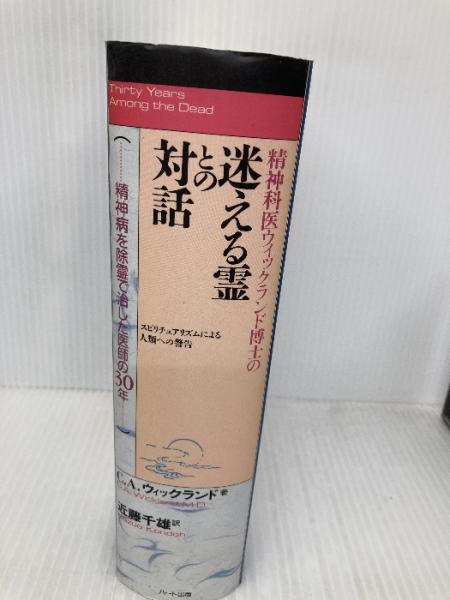 Thirty Years
Among the Dead
精神科医ウィックランド博士の
迷える霊
との
対話
スピリチュアリズムによる
人類への警告
(………精神病を除霊で治した医師の30年………
C.A.ウィックランド著
C.A. Wickland, M.D.
近藤千雄訳
Kazuo Kondoh
ハート出版